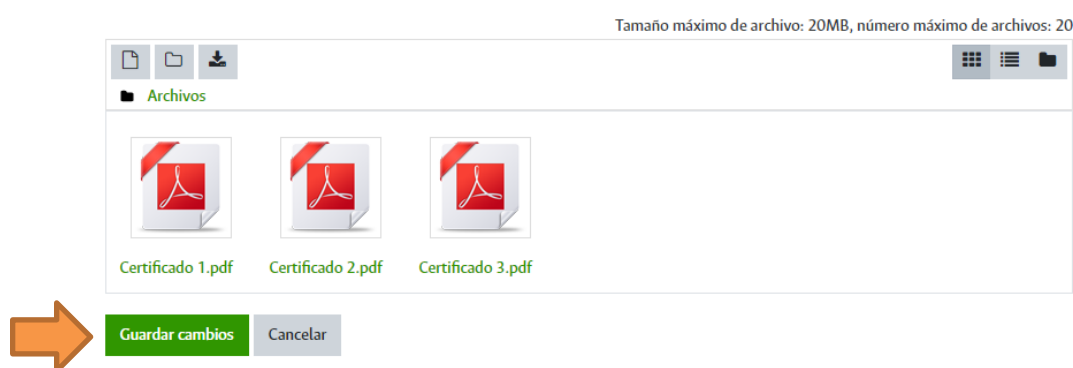 Tamaño máximo de archivo: 20MB, número máximo de archivos: 20
Archivos
Certificado 1.pdf Certificado 2.pdf Certificado 3.pdf
Guardar cambios Cancelar